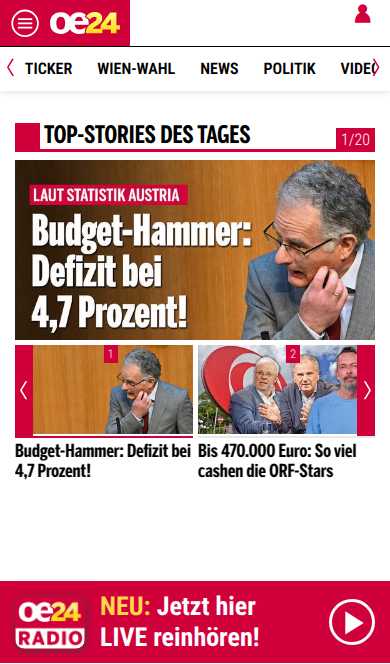 oe24
TICKER WIEN-WAHL NEWS POLITIK
TOP-STORIES DES TAGES
1/20
LAUT STATISTIK AUSTRIA
Budget-Hammer:
Defizit bei
4,7 Prozent!
1
2
Budget-Hammer: Defizit bei
4,7 Prozent!
Bis 470.000 Euro: So viel
cashen die ORF-Stars
oe24
RADIO
NEU: Jetzt hier
LIVE reinhören!